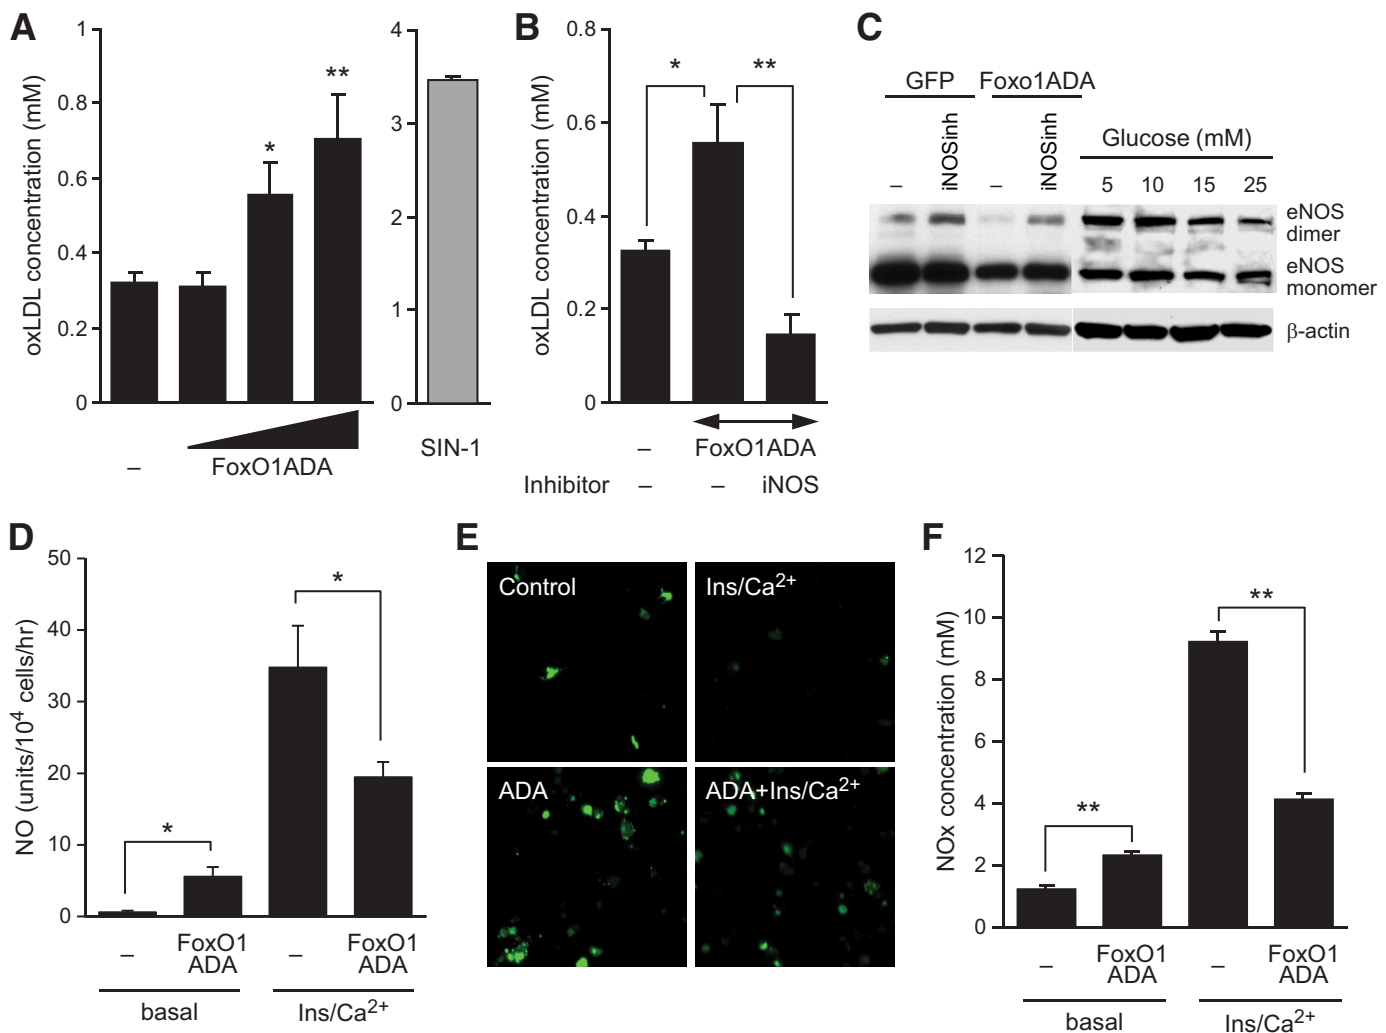 A
oxLDL concentration (mM)
1
0.8
0.6
0.4
0.2
0
*
**
–
FoxO1ADA
4
3
2
1
0
SIN-1
B
oxLDL concentration (mM)
0.8
0.6
0.4
0.2
0
*
**
–
FoxO1ADA
Inhibitor
–
–
iNOS
C
GFP
Foxo1ADA
–
iNOSinh
–
iNOSinh
Glucose (mM)
5 10 15 25
eNOS
dimer
eNOS
monomer
β-actin
D
NO (units/10⁴ cells/hr)
50
40
30
20
10
0
*
*
–
FoxO1
ADA
–
FoxO1
ADA
basal
Ins/Ca²⁺
E
Control
Ins/Ca²⁺
ADA
ADA+Ins/Ca²⁺
F
NOx concentration (mM)
12
10
8
6
4
2
0
**
**
–
FoxO1
ADA
–
FoxO1
ADA
basal
Ins/Ca²⁺